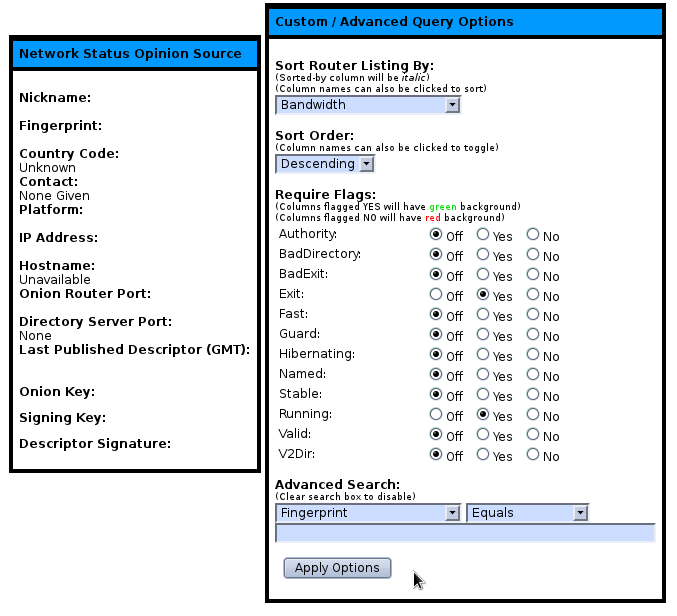 Network Status Opinion Source
Nickname:
Fingerprint:
Country Code:
Unknown
Contact:
None Given
Platform:
IP Address:
Hostname:
Unavailable
Onion Router Port:
Directory Server Port:
None
Last Published Descriptor (GMT):
Onion Key:
Signing Key:
Descriptor Signature:
Custom / Advanced Query Options
Sort Router Listing By:
(Sorted-by column will be italic)
(Column names can also be clicked to sort)
Bandwidth
Sort Order:
(Column names can also be clicked to toggle)
Descending
Require Flags:
(Columns flagged YES will have green background)
(Columns flagged NO will have red background)
Authority: Off Yes No
BadDirectory: Off Yes No
BadExit: Off Yes No
Exit: Off Yes No
Fast: Off Yes No
Guard: Off Yes No
Hibernating: Off Yes No
Named: Off Yes No
Stable: Off Yes No
Running: Off Yes No
Valid: Off Yes No
V2Dir: Off Yes No
Advanced Search:
(Clear search box to disable)
Fingerprint Equals
Apply Options